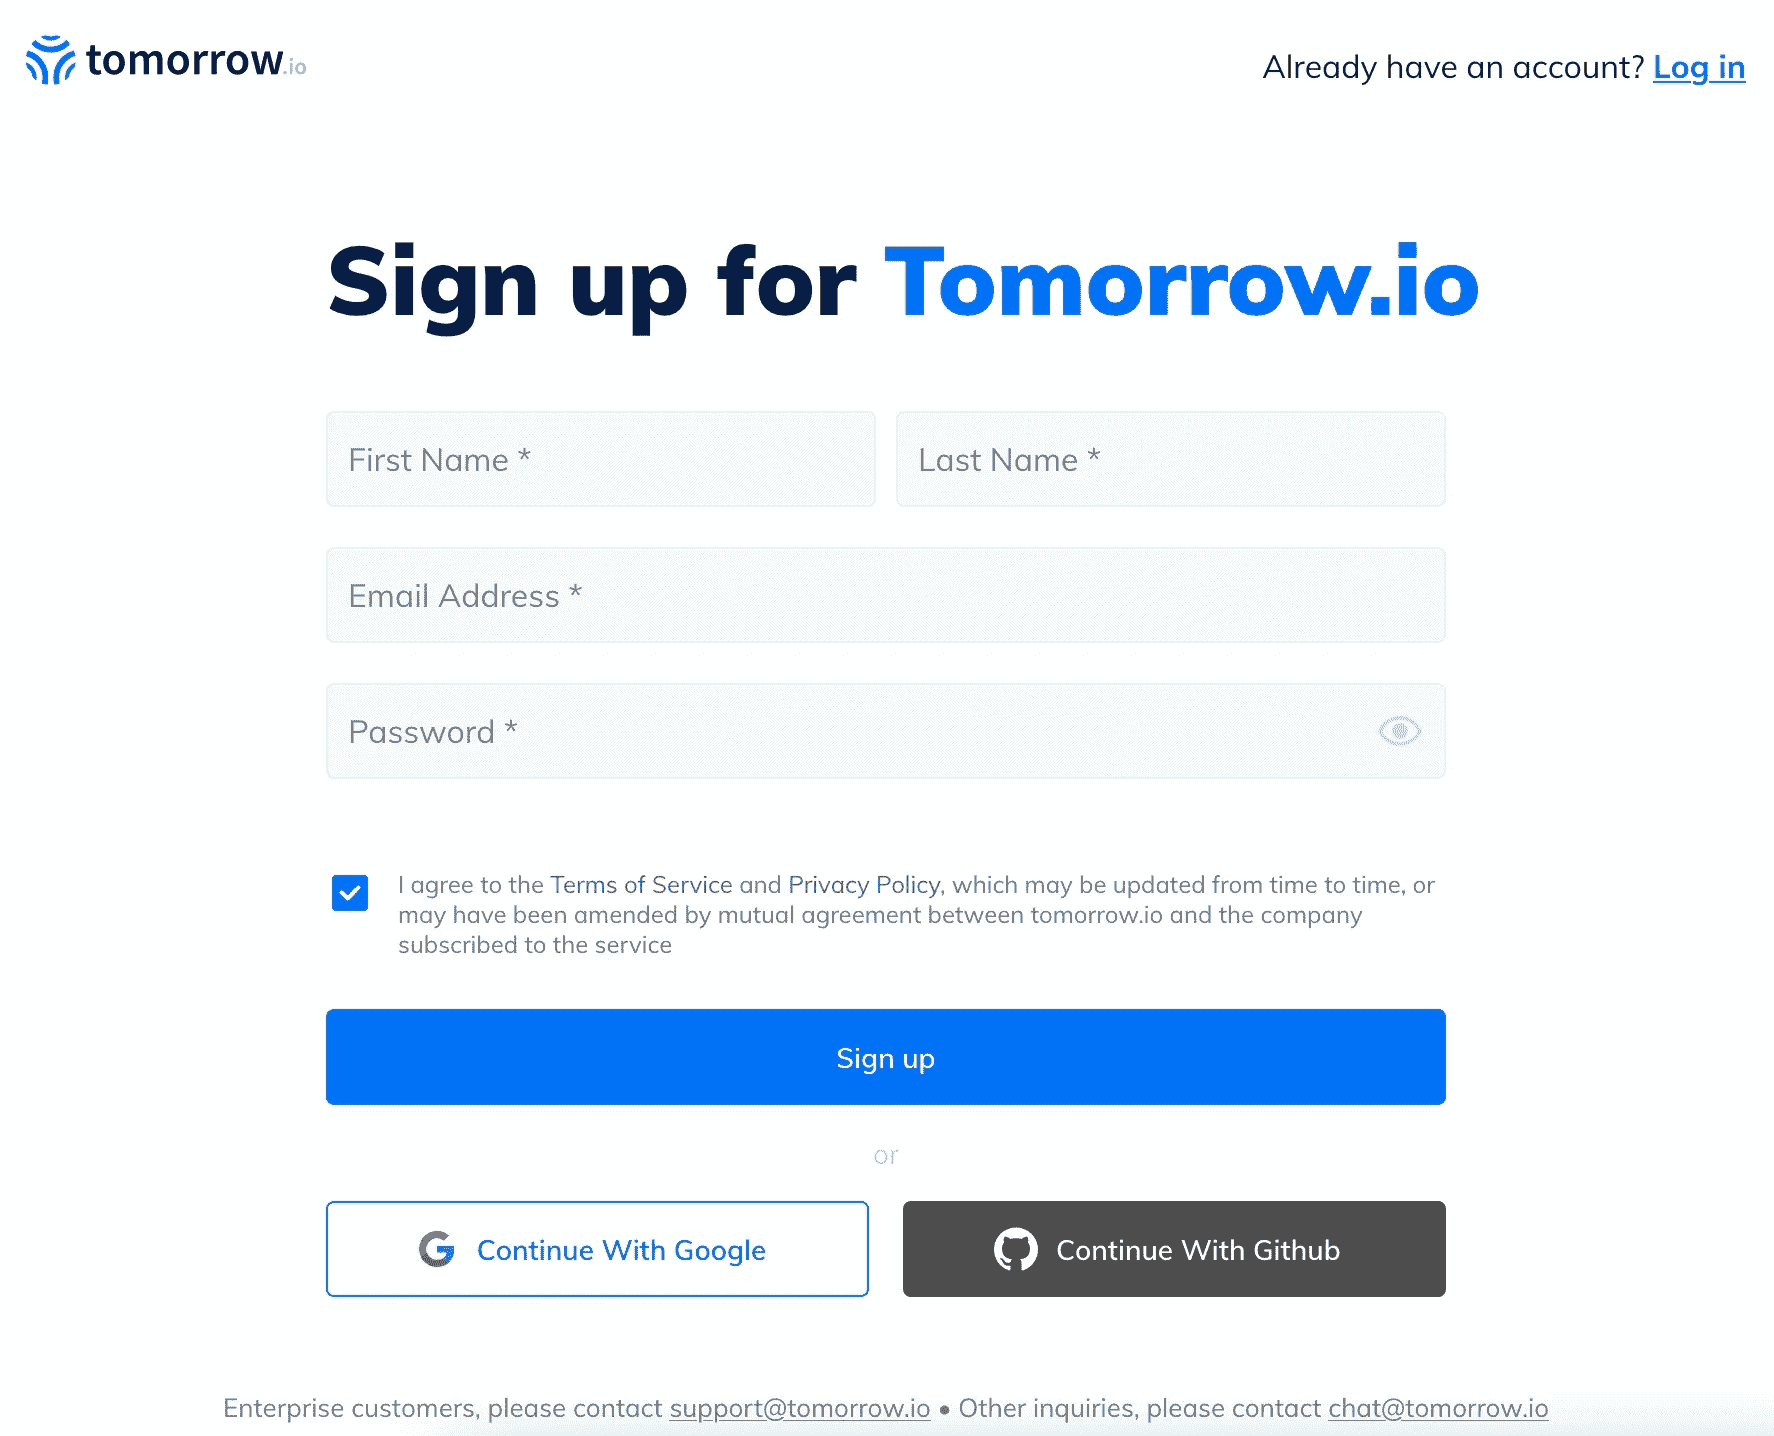 tomorrow.io
Already have an account? Log in
Sign up for Tomorrow.io
First Name *
Last Name *
Email Address *
Password *
I agree to the Terms of Service and Privacy Policy, which may be updated from time to time, or
may have been amended by mutual agreement between tomorrow.io and the company
subscribed to the service
Sign up
or
Continue With Google
Continue With Github
Enterprise customers, please contact support@tomorrow.io • Other inquiries, please contact chat@tomorrow.io